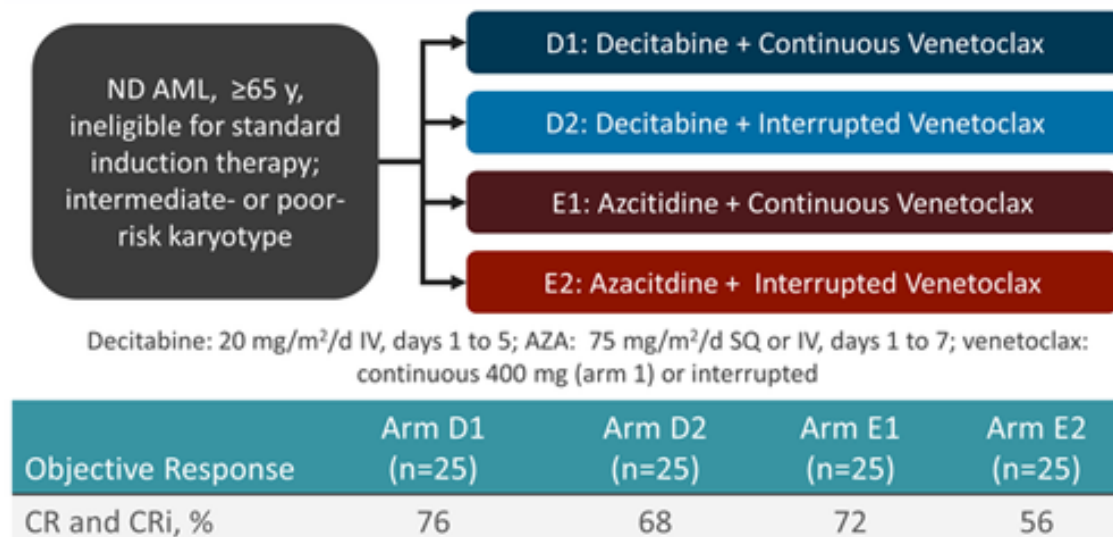 ND AML, ≥65 y,
ineligible for standard
induction therapy;
intermediate- or poor-
risk karyotype
D1: Decitabine + Continuous Venetoclax
D2: Decitabine + Interrupted Venetoclax
E1: Azcitidine + Continuous Venetoclax
E2: Azacitdine + Interrupted Venetoclax
Decitabine: 20 mg/m²/d IV, days 1 to 5; AZA: 75 mg/m²/d SQ or IV, days 1 to 7; venetoclax:
continuous 400 mg (arm 1) or interrupted
Arm D1 Arm D2 Arm E1 Arm E2
Objective Response (n=25) (n=25) (n=25) (n=25)
CR and CRi, % 76 68 72 56